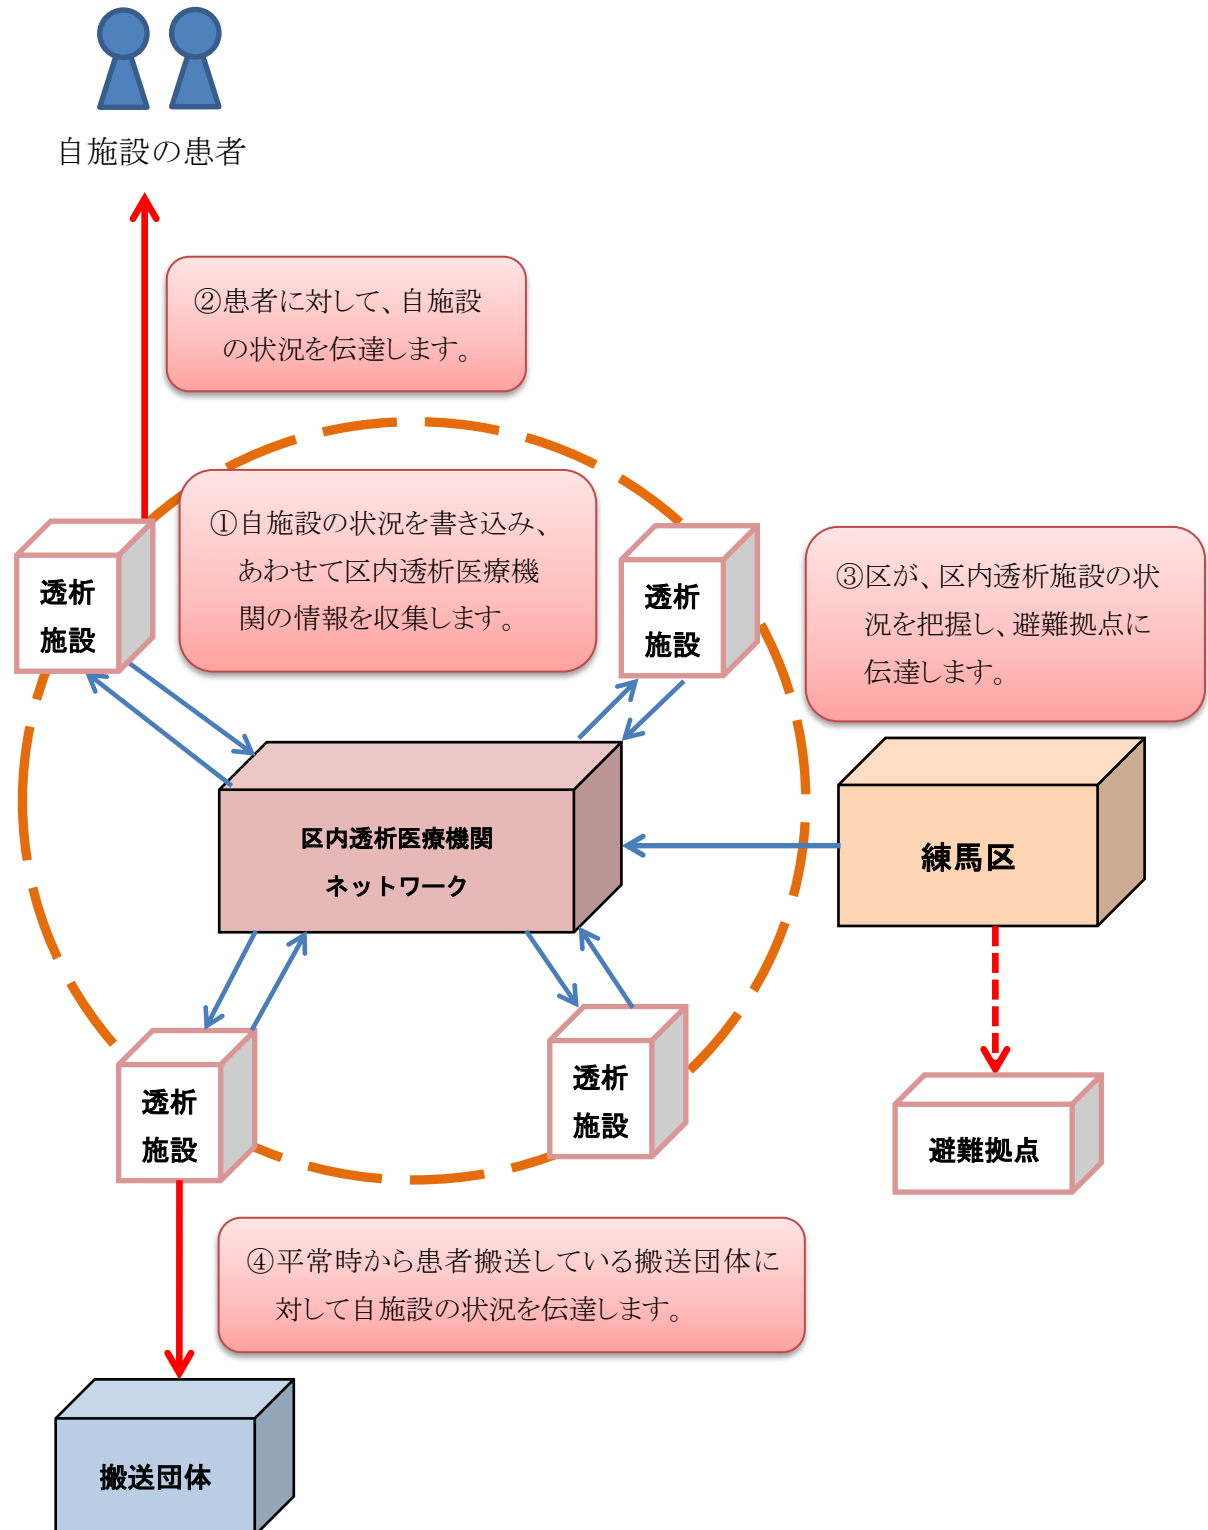 自施設の患者
②患者に対して、自施設
の状況を伝達します。
①自施設の状況を書き込み、
あわせて区内透析医療機
関の情報を収集します。
透析
施設
透析
施設
③区が、区内透析施設の状
況を把握し、避難拠点に
伝達します。
区内透析医療機関
ネットワーク
練馬区
透析
施設
透析
施設
避難拠点
④平常時から患者搬送している搬送団体に
対して自施設の状況を伝達します。
搬送団体